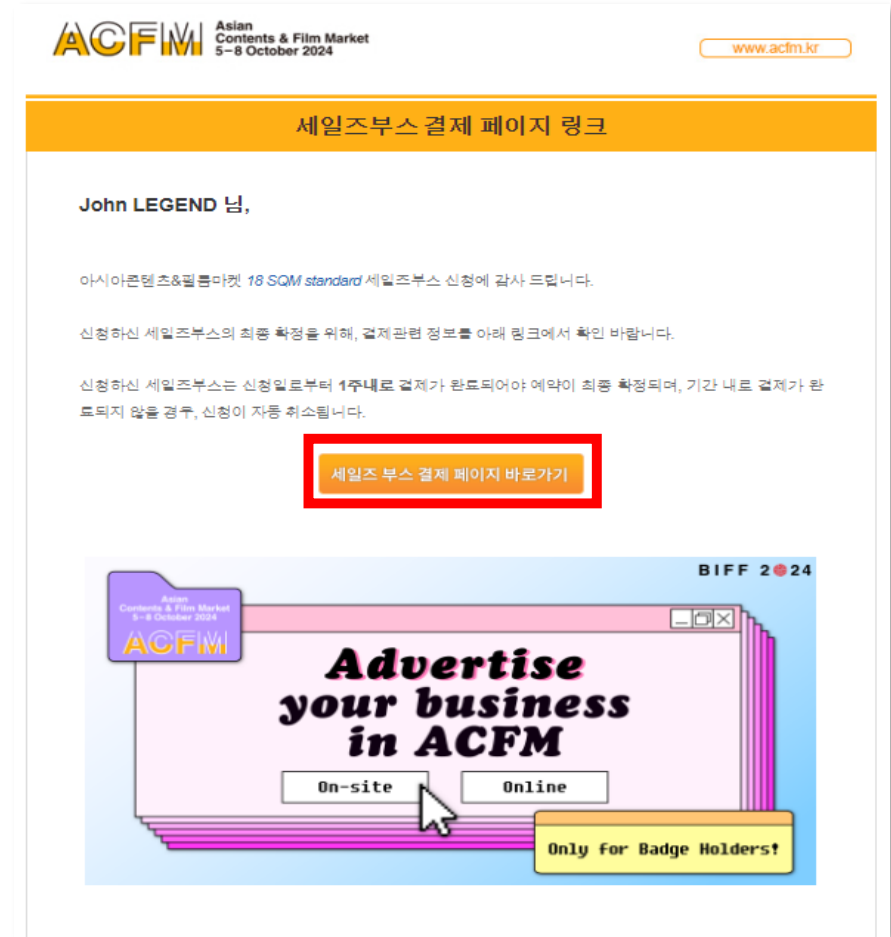 ACFM
Asian
Contents & Film Market
5–8 October 2024
www.acfm.kr
세일즈부스 결제 페이지 링크
John LEGEND 님,
아시아콘텐츠&필름마켓 18 SQM standard 세일즈부스 신청에 감사 드립니다.
신청하신 세일즈부스의 최종 확정을 위해, 결제관련 정보를 아래 링크에서 확인 바랍니다.
신청하신 세일즈부스는 신청일로부터 1주내로 결제가 완료되어야 예약이 최종 확정되며, 기간 내로 결제가 완
료되지 않을 경우, 신청이 자동 취소됩니다.
세일즈 부스 결제 페이지 바로가기
BIFF 2024
Asian
Contents & Film Market
5–8 October 2024
ACFM
Advertise
your business
in ACFM
On-site
Online
Only for Badge Holders!